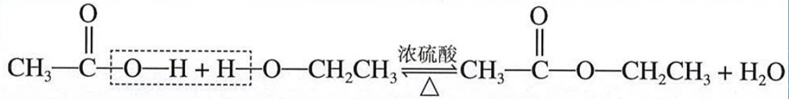 O O
浓硫酸
CH₃—C—O—H + H—O—CH₂CH₃ ⇌ CH₃—C—O—CH₂CH₃ + H₂O
△